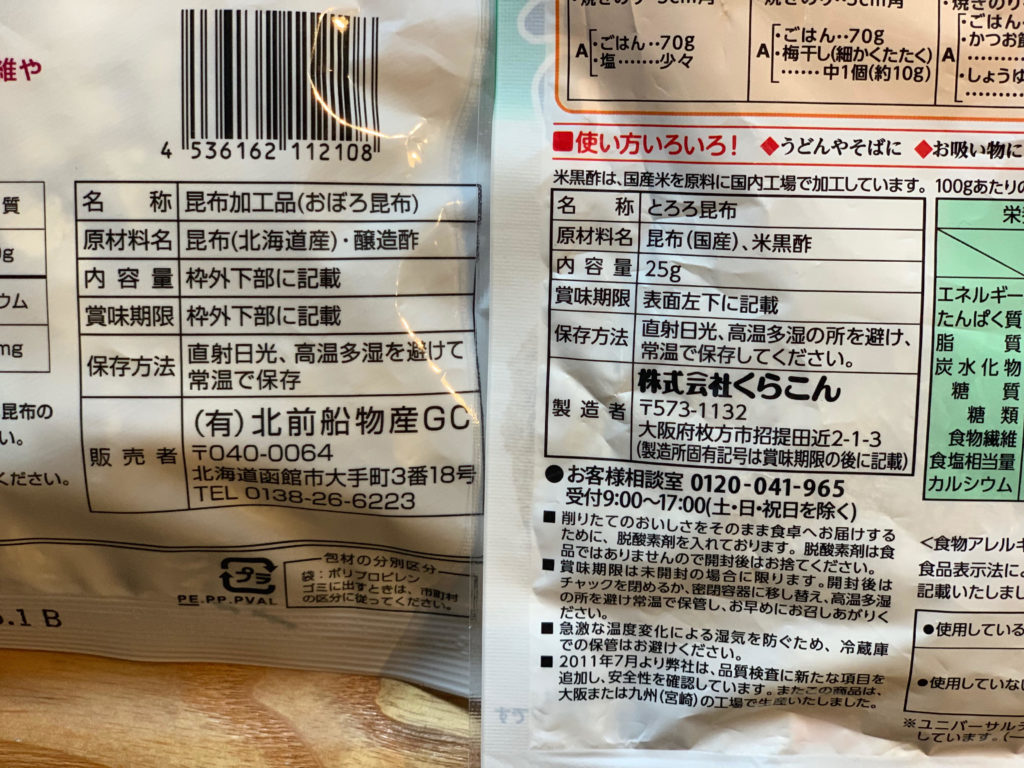 維や
4 536162 112108
質
g
ウム
mg
昆布の
い。
ください。
名 称 昆布加工品(おぼろ昆布)
原材料名 昆布(北海道産)・醸造酢
内容量 枠外下部に記載
賞味期限 枠外下部に記載
保存方法 直射日光、高温多湿を避けて
常温で保存
販売者 (有)北前船物産GC
〒040-0064
北海道函館市大手町3番18号
TEL 0138-26-6223
プラ
PE.PP.PVAL
包材の分別区分
袋:ポリプロピレン
ゴミに出すときは、市町村
の区分に従ってください。
.1 B
A ・ごはん‥70g
・塩……少々
A ・ごはん‥70g
・梅干し(細かくたたく)
……中1個(約10g)
A ・ごはん
・かつお
・しょうゆ
■使い方いろいろ! ◆うどんやそばに ◆お吸い物に
米黒酢は、国産米を原料に国内工場で加工しています。
100gあたりの
名 称 とろろ昆布
原材料名 昆布(国産)、米黒酢
内容量 25g
賞味期限 表面左下に記載
保存方法 直射日光、高温多湿の所を避け、
常温で保存してください。
製造者 株式会社くらこん
〒573-1132
大阪府枚方市招提田近2-1-3
(製造所固有記号は賞味期限の後に記載)
●お客様相談室 0120-041-965
受付9:00〜17:00(土・日・祝日を除く)
■削りたてのおいしさをそのまま食卓へお届けする
ために、脱酸素剤を入れております。脱酸素剤は食
品ではありませんので開封後はお捨てください。
■賞味期限は未開封の場合に限ります。開封後は
チャックを閉めるか、密閉容器に移し替え、高温多湿
の所を避け常温で保管し、お早めにお召しあがりく
ださい。
■急激な温度変化による湿気を防ぐため、冷蔵庫
での保管はお避けください。
■2011年7月より弊社は、品質検査に新たな項目を
追加し、安全性を確認しています。またこの商品は、
大阪または九州(宮崎)の工場で生産いたしました。
栄
エネルギー
たんぱく質
脂 質
炭水化物
糖 質
糖 類
食物繊維
食塩相当量
カルシウム
<食物アレルギ
食品表示法に
記載いたしまし
●使用している
●使用していない
※ユニバーサルデ
しています。(一